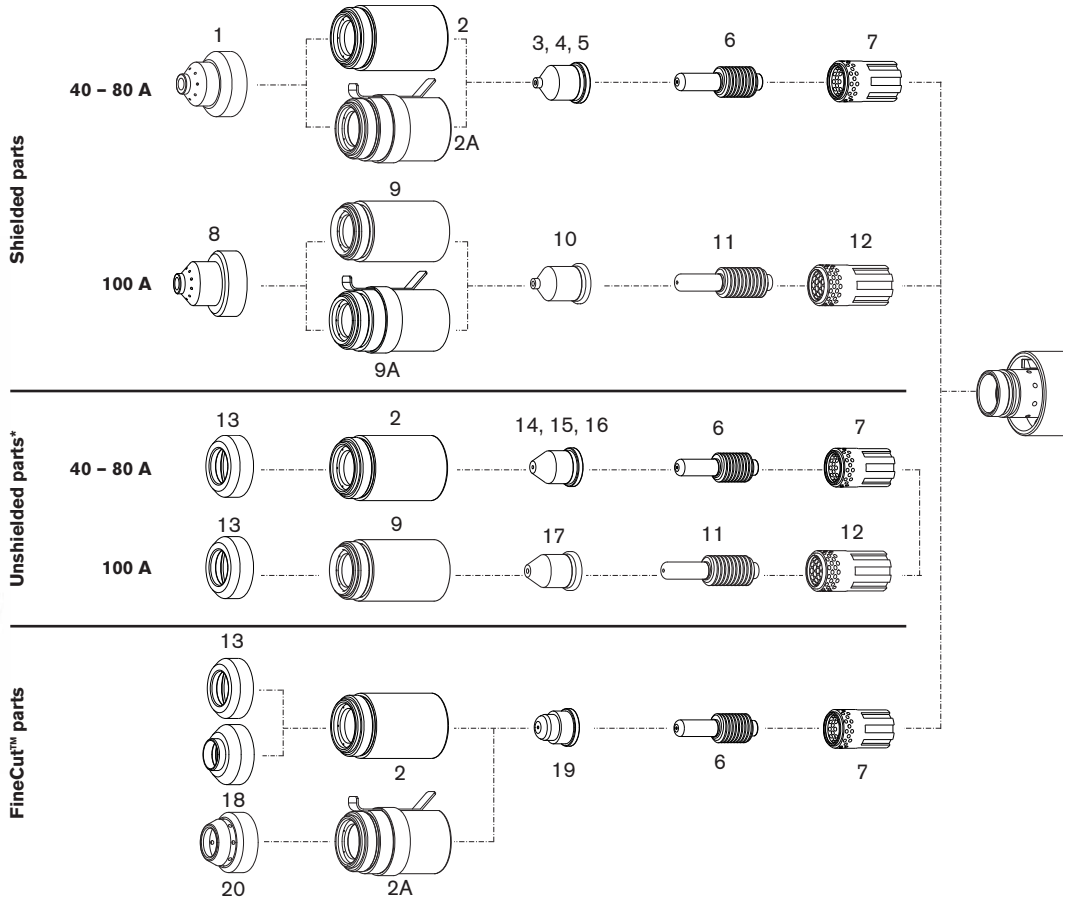 Shielded parts
1
2
3, 4, 5
6
7
40 – 80 A
2A
9
8
10
11
12
100 A
9A
Unshielded parts*
13
2
14, 15, 16
6
7
40 – 80 A
13
9
17
11
12
100 A
FineCut™ parts
13
2
19
6
7
18
20
2A